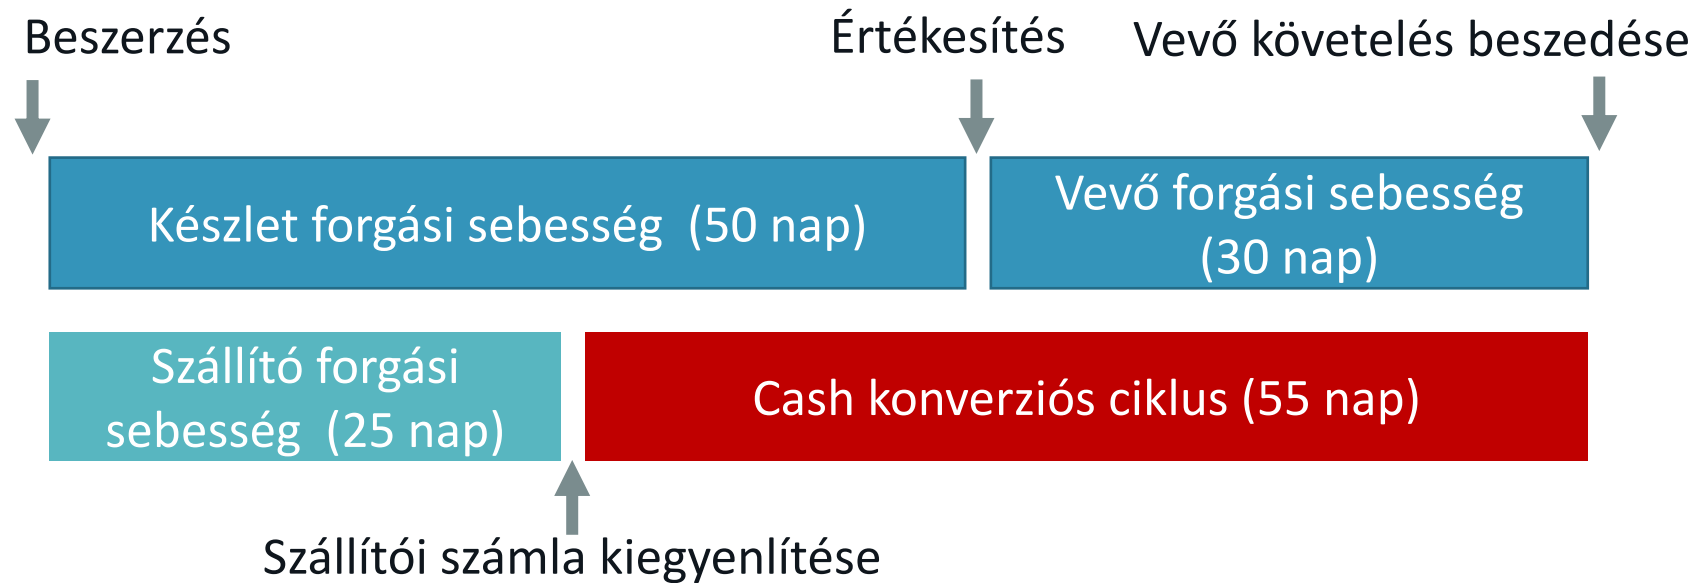 Beszerzés
Értékesítés
Vevő követelés beszedése
Készlet forgási sebesség  (50 nap)
Vevő forgási sebesség
(30 nap)
Szállító forgási
sebesség  (25 nap)
Cash konverziós ciklus (55 nap)
Szállítói számla kiegyenlítése